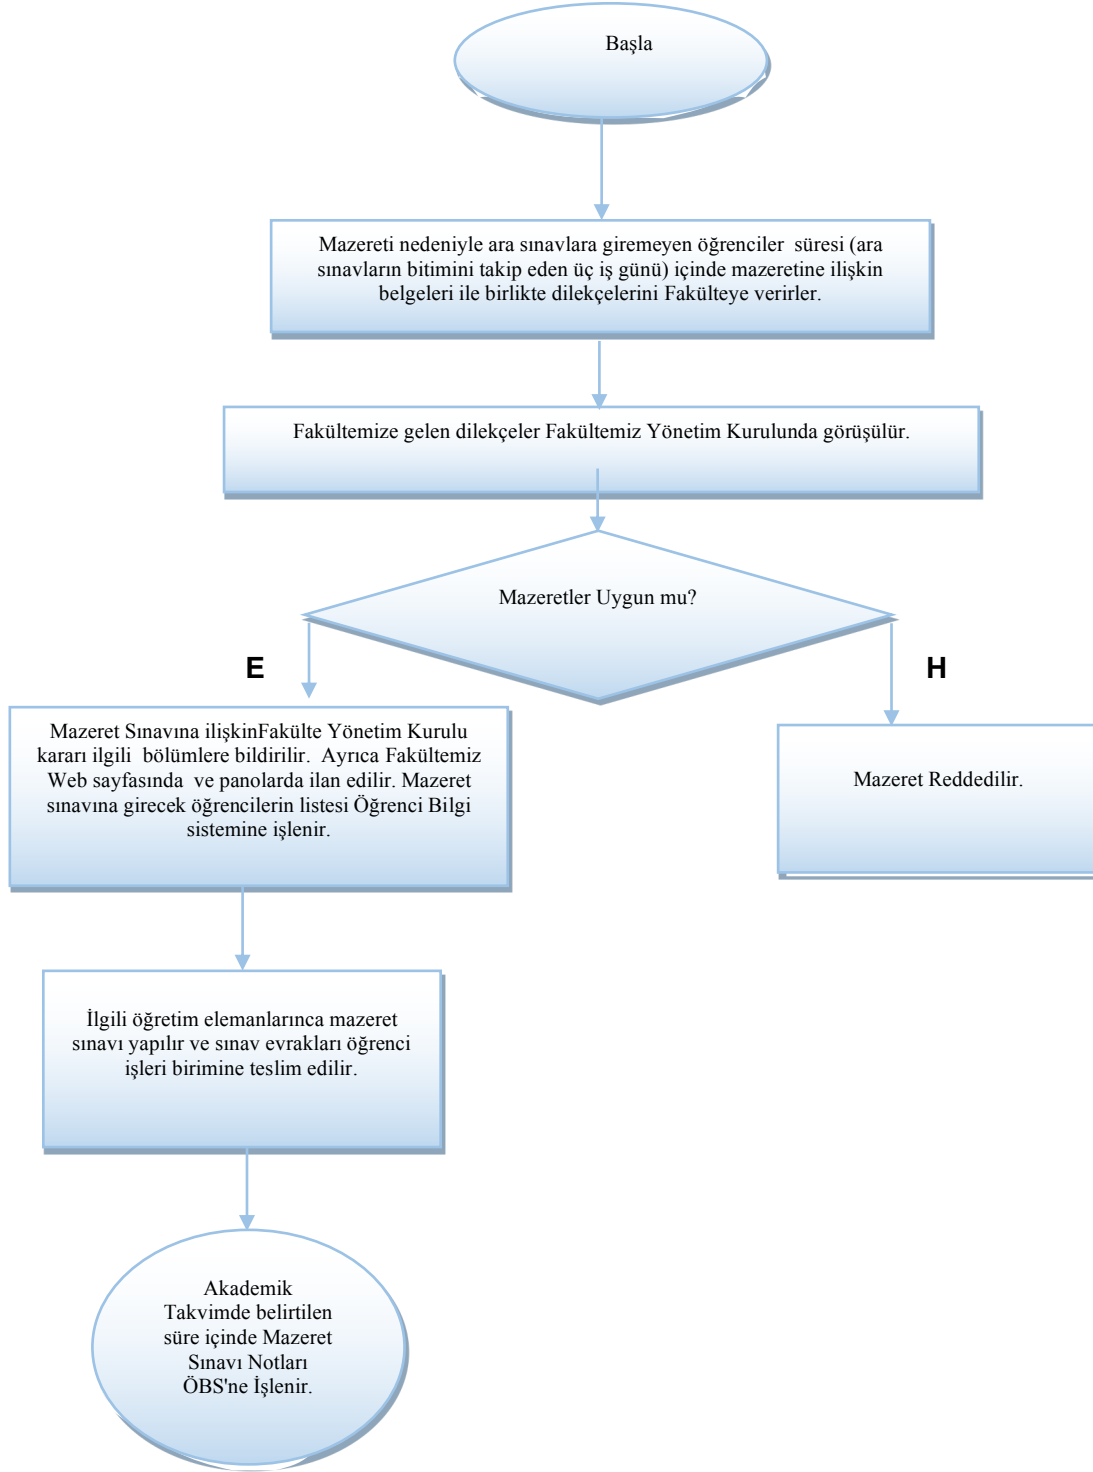 Başla
Mazereti nedeniyle ara sınavlara giremeyen öğrenciler  süresi (ara
sınavların bitimini takip eden üç iş günü) içinde mazeretine ilişkin
belgeleri ile birlikte dilekçelerini Fakülteye verirler.
Fakültemize gelen dilekçeler Fakültemiz Yönetim Kurulunda görüşülür.
Mazeretler Uygun mu?
E
H
Mazeret Sınavına ilişkinFakülte Yönetim Kurulu
kararı ilgili  bölümlere bildirilir.  Ayrıca Fakültemiz
Web sayfasında  ve panolarda ilan edilir. Mazeret
sınavına girecek öğrencilerin listesi Öğrenci Bilgi
sistemine işlenir.
Mazeret Reddedilir.
İlgili öğretim elemanlarınca mazeret
sınavı yapılır ve sınav evrakları öğrenci
işleri birimine teslim edilir.
Akademik
Takvimde belirtilen
süre içinde Mazeret
Sınavı Notları
ÖBS'ne İşlenir.